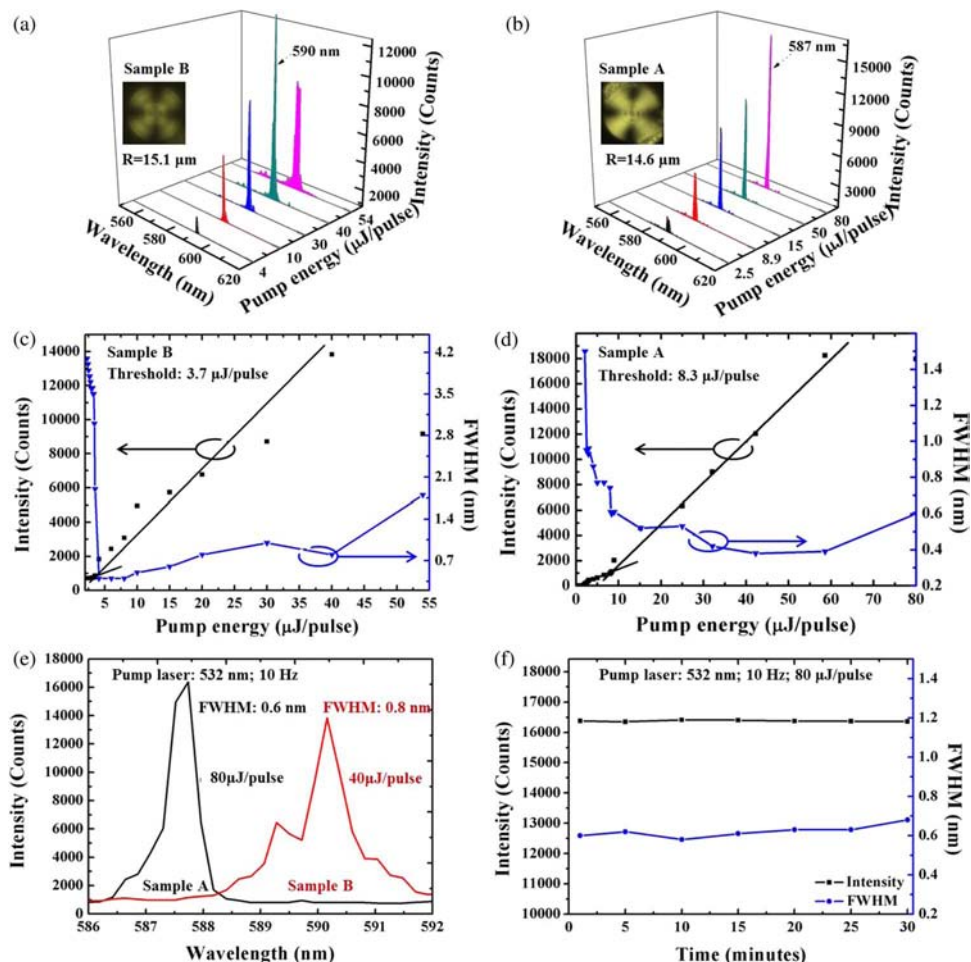 (a)
Sample B
R=15.1 µm
590 nm
12000
10000
8000
6000
4000
2000
Intensity (Counts)
560
580
600
620
Wavelength (nm)
4
10
30
40
54
Pump energy (µJ/pulse)
(b)
Sample A
R=14.6 µm
587 nm
15000
12000
9000
6000
3000
Intensity (Counts)
560
580
600
620
Wavelength (nm)
2.5
8.9
15
50
80
Pump energy (µJ/pulse)
(c)
Sample B
Threshold: 3.7 µJ/pulse
14000
12000
10000
8000
6000
4000
2000
0
Intensity (Counts)
4.2
3.5
2.8
2.1
1.4
0.7
FWHM (nm)
5 10 15 20 25 30 35 40 45 50 55
Pump energy (µJ/pulse)
(d)
Sample A
Threshold: 8.3 µJ/pulse
18000
16000
14000
12000
10000
8000
6000
4000
2000
0
Intensity (Counts)
1.4
1.2
1.0
0.8
0.6
0.4
0.2
FWHM (nm)
0 10 20 30 40 50 60 70 80
Pump energy (µJ/pulse)
(e)
Pump laser: 532 nm; 10 Hz
FWHM: 0.6 nm FWHM: 0.8 nm
80µJ/pulse 40µJ/pulse
Sample A Sample B
18000
16000
14000
12000
10000
8000
6000
4000
2000
0
Intensity (Counts)
586 587 588 589 590 591 592
Wavelength (nm)
(f)
Pump laser: 532 nm; 10 Hz; 80 µJ/pulse
18000
17000
16000
15000
14000
13000
12000
11000
10000
Intensity (Counts)
1.4
1.2
1.0
0.8
0.6
0.4
0.2
FWHM (nm)
Intensity
FWHM
0 5 10 15 20 25 30
Time (minutes)